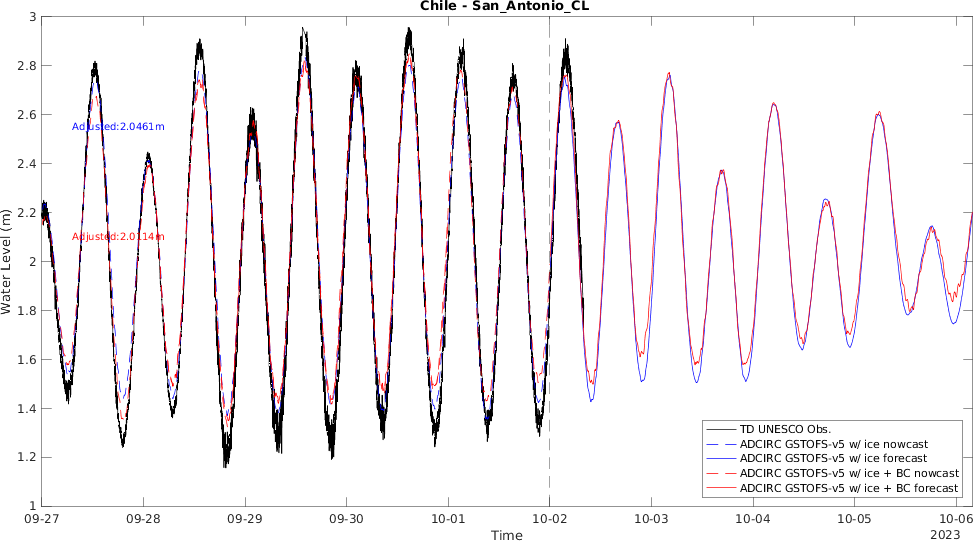 Chile - San_Antonio_CL
3
2.8
2.6
2.4
2.2
2
1.8
1.6
1.4
1.2
1
Water Level (m)
Adjusted:2.0461m
Adjusted:2.0114m
TD UNESCO Obs.
ADCIRC GSTOFS-v5 w/ ice nowcast
ADCIRC GSTOFS-v5 w/ ice forecast
ADCIRC GSTOFS-v5 w/ ice + BC nowcast
ADCIRC GSTOFS-v5 w/ ice + BC forecast
09-27 09-28 09-29 09-30 10-01 10-02 10-03 10-04 10-05 10-06
2023
Time